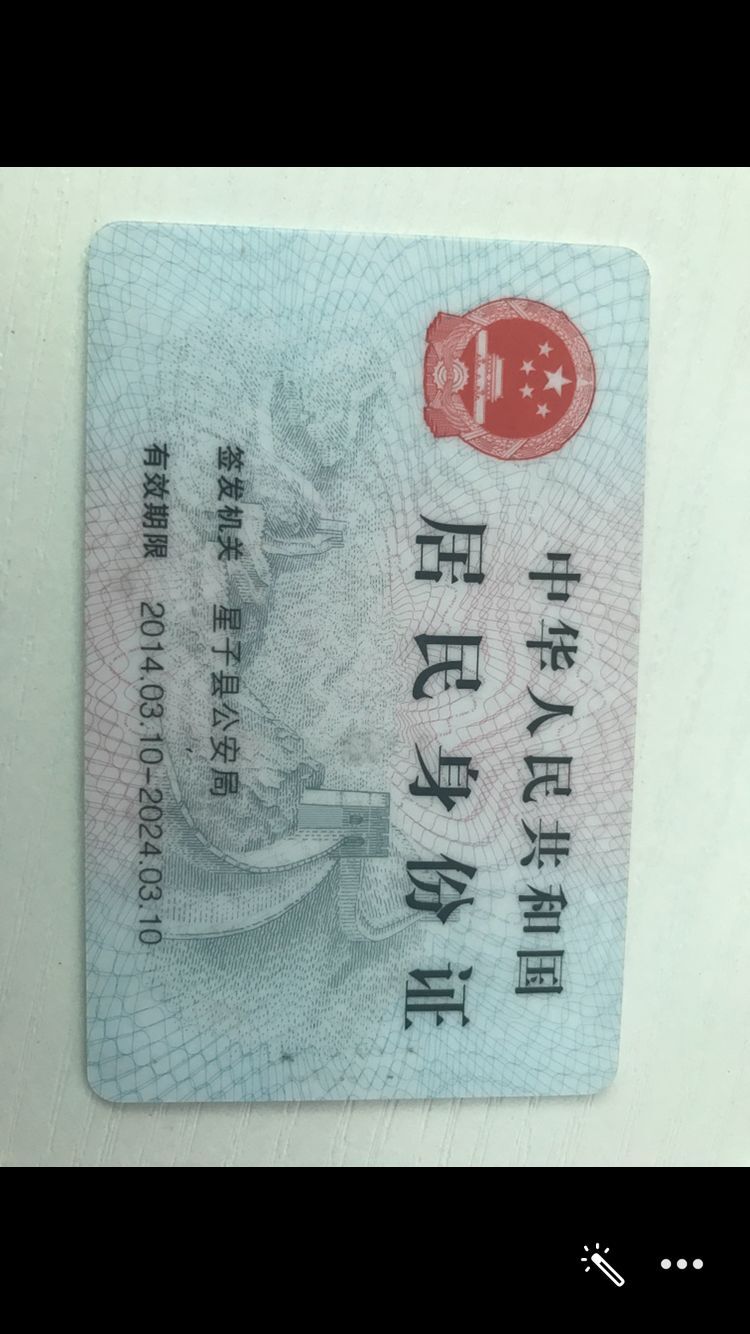 中华人民共和国
居民身份证
签发机关 星子县公安局
有效期限 2014.03.10-2024.03.10